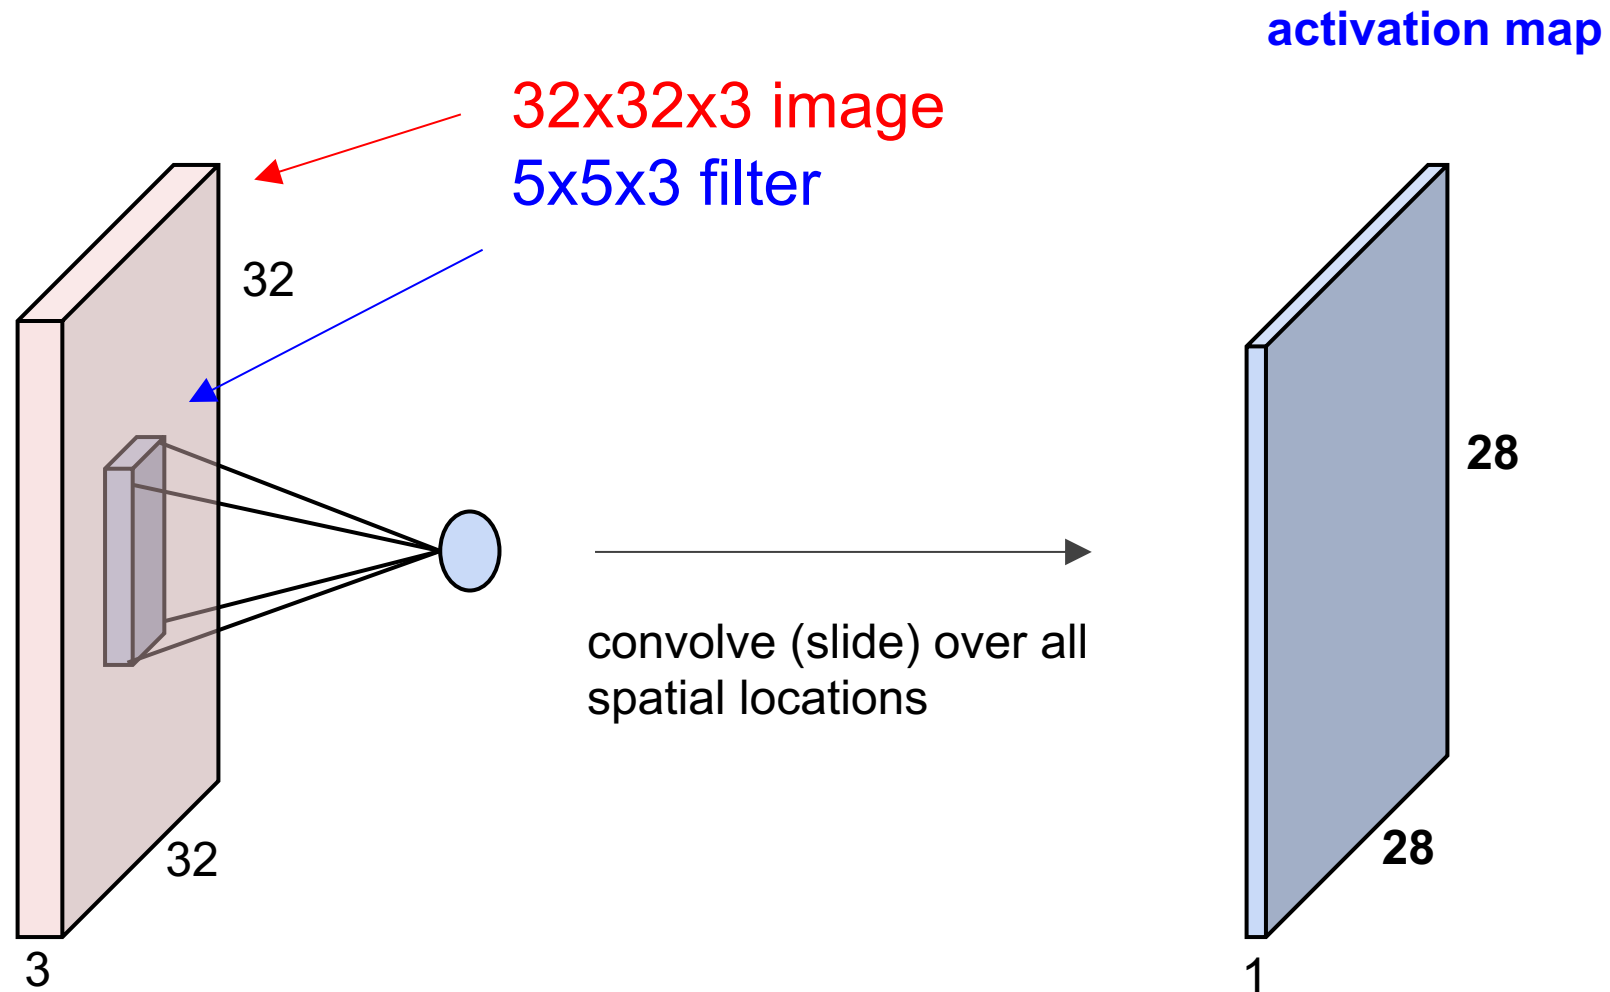 activation map
32x32x3 image
5x5x3 filter
32
28
convolve (slide) over all
spatial locations
32
28
3
1